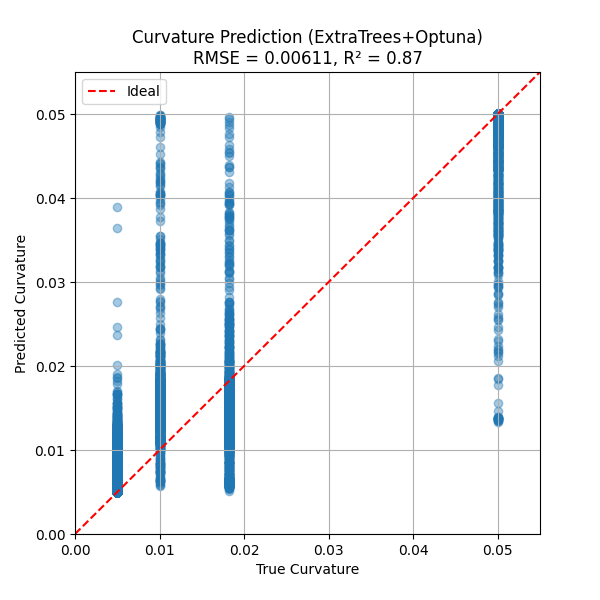 Curvature Prediction (ExtraTrees+Optuna)
RMSE = 0.00611, R² = 0.87
Ideal
Predicted Curvature
0.05
0.04
0.03
0.02
0.01
0.00
0.00 0.01 0.02 0.03 0.04 0.05
True Curvature